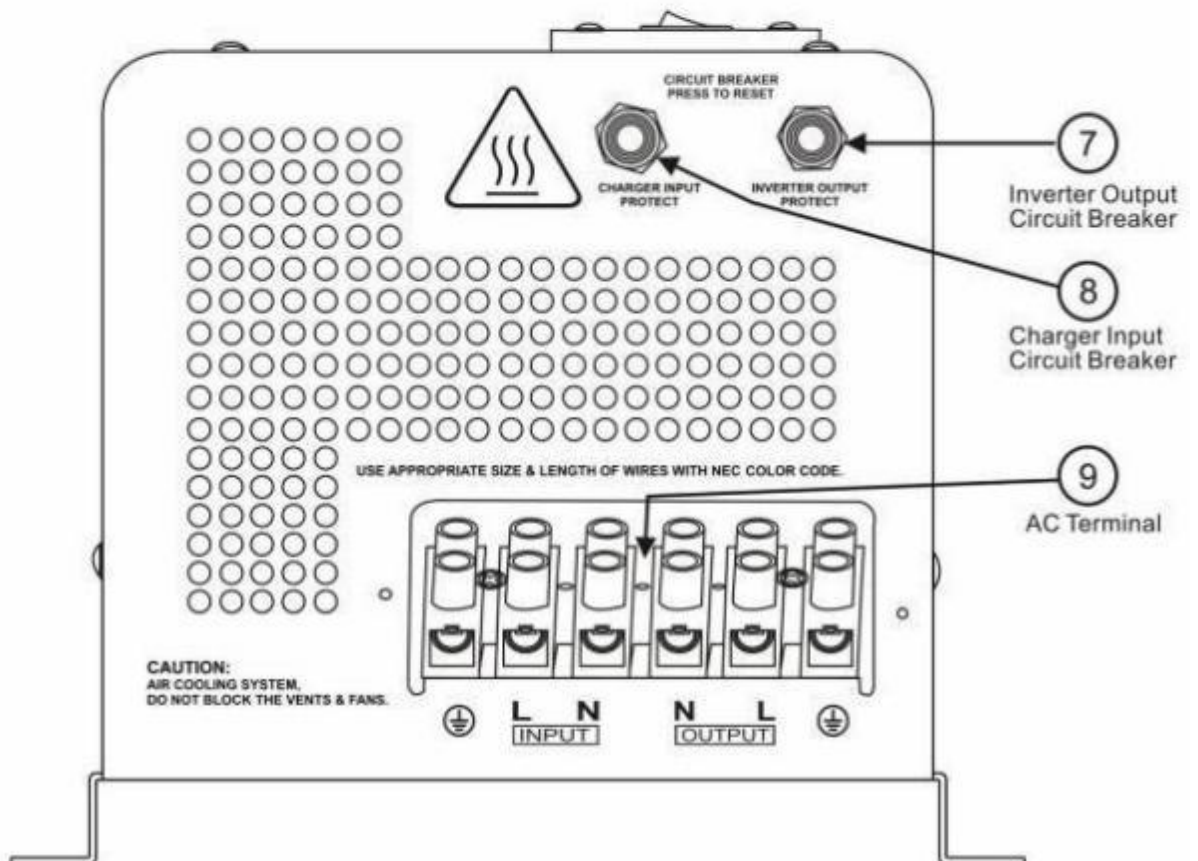 CIRCUIT BREAKER
PRESS TO RESET
CHARGER INPUT
PROTECT
INVERTER OUTPUT
PROTECT
7
Inverter Output
Circuit Breaker
8
Charger Input
Circuit Breaker
USE APPROPRIATE SIZE & LENGTH OF WIRES WITH NEC COLOR CODE.
9
AC Terminal
CAUTION:
AIR COOLING SYSTEM,
DO NOT BLOCK THE VENTS & FANS.
L N N L
INPUT OUTPUT